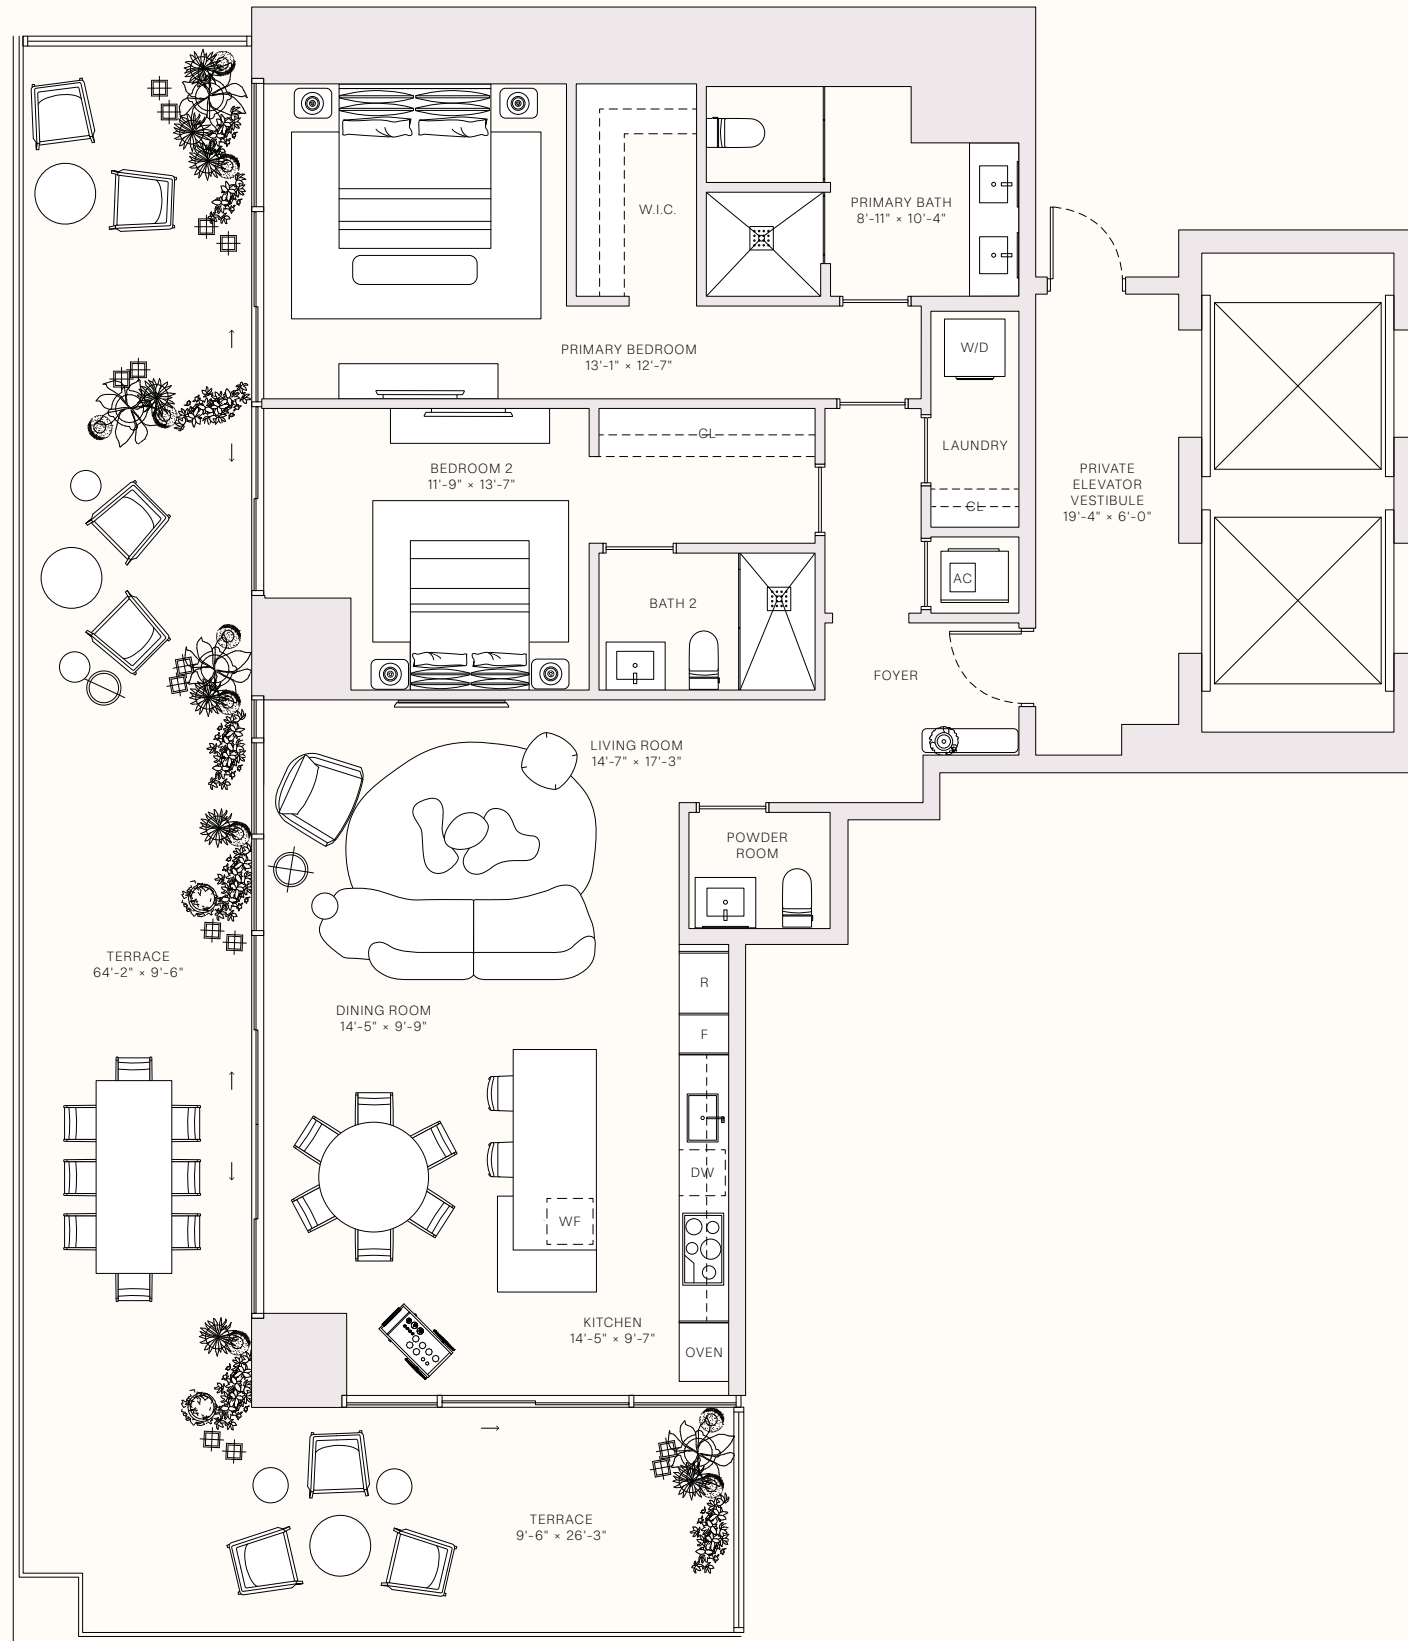 W.I.C.
PRIMARY BATH
8'-11" × 10'-4"
PRIMARY BEDROOM
13'-1" × 12'-7"
W/D
CL
LAUNDRY
BEDROOM 2
11'-9" × 13'-7"
PRIVATE
ELEVATOR
VESTIBULE
19'-4" × 6'-0"
CL
AC
BATH 2
FOYER
LIVING ROOM
14'-7" × 17'-3"
POWDER
ROOM
TERRACE
64'-2" × 9'-6"
R
DINING ROOM
14'-5" × 9'-9"
F
DW
WF
KITCHEN
14'-5" × 9'-7"
OVEN
TERRACE
9'-6" × 26'-3"